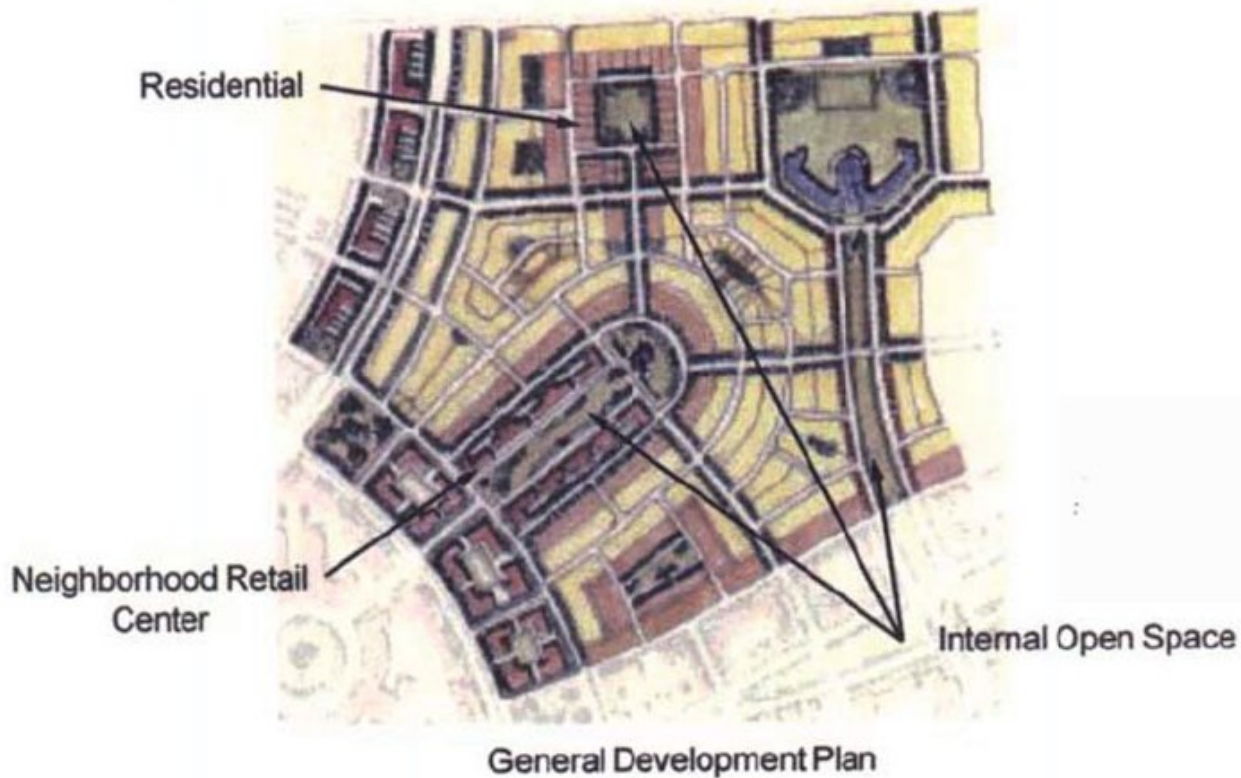 Residential
Neighborhood Retail
Center
Internal Open Space
General Development Plan